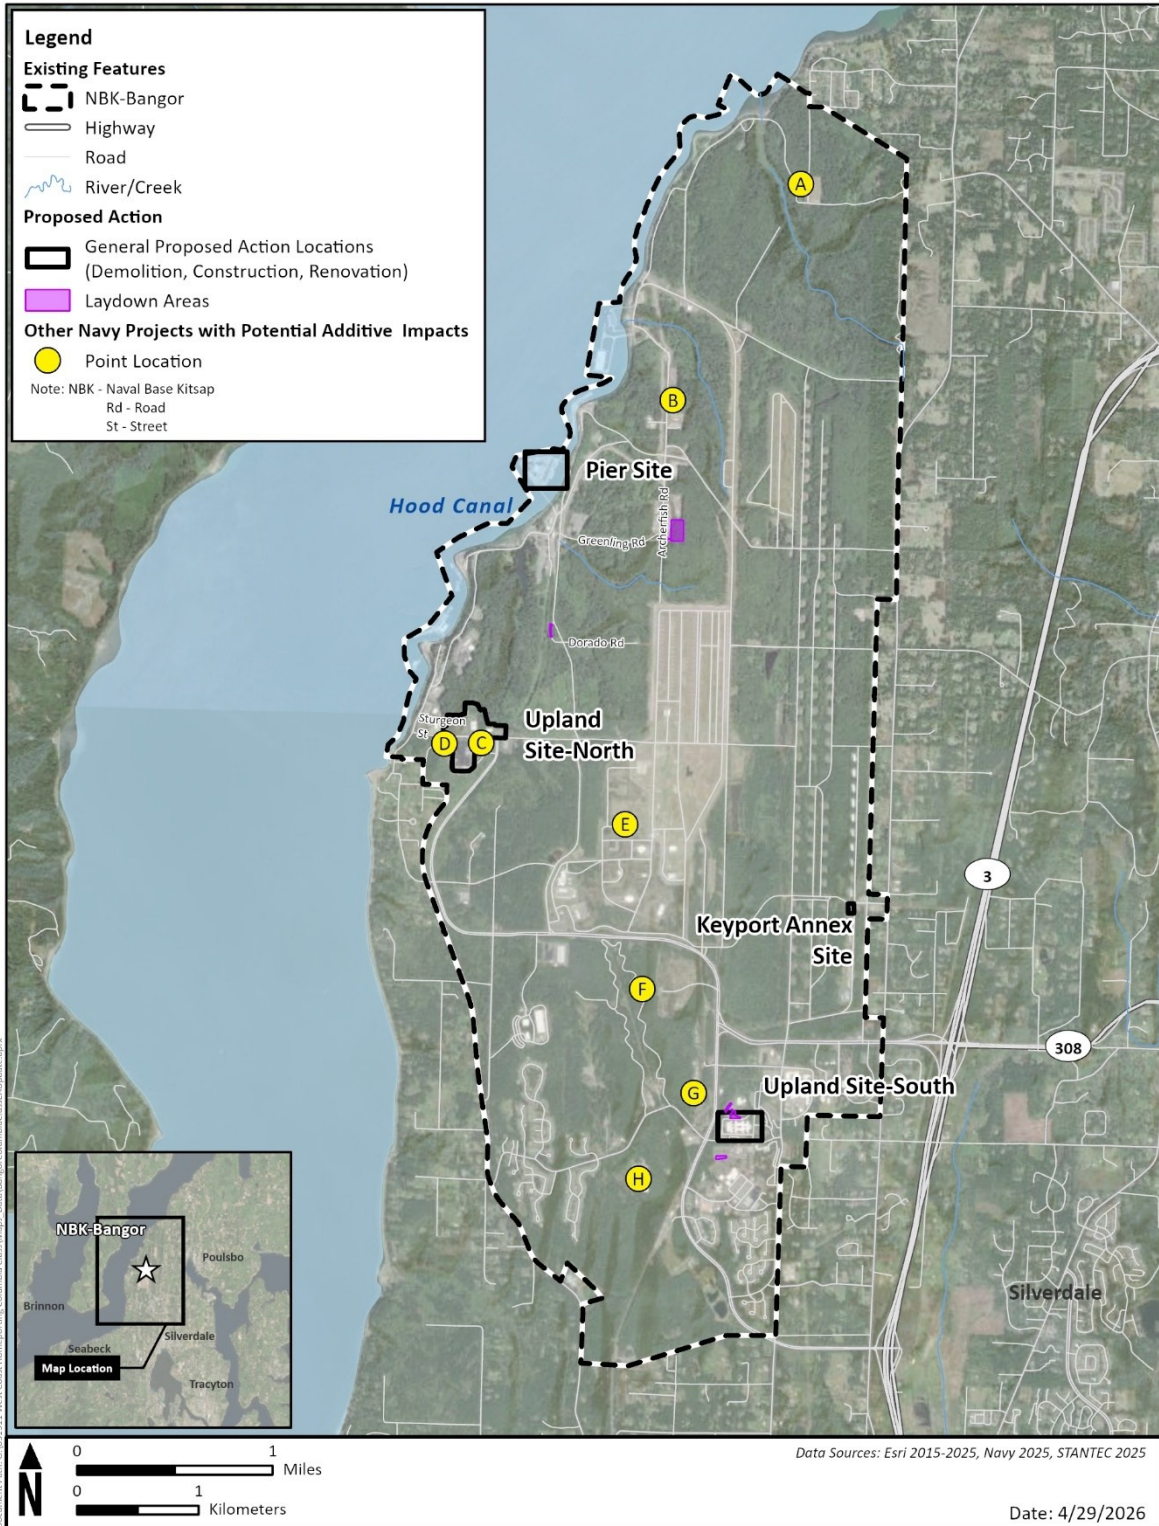 Legend
Existing Features
NBK-Bangor
Highway
Road
River/Creek
Proposed Action
General Proposed Action Locations
(Demolition, Construction, Renovation)
Laydown Areas
Other Navy Projects with Potential Additive Impacts
Point Location
Note: NBK - Naval Base Kitsap
Rd - Road
St - Street
A
B
Pier Site
Hood Canal
Archerfish Rd
Greenling Rd
Dorado Rd
Sturgeon
St
Upland
Site-North
D
C
E
3
Keyport Annex
Site
F
308
G
Upland Site-South
H
Silverdale
NBK-Bangor
Poulsbo
Brinnon
Silverdale
Seabeck
Map Location
Tracyton
N
0 1
Miles
0 1
Kilometers
Data Sources: Esri 2015-2025, Navy 2025, STANTEC 2025
Date: 4/29/2026